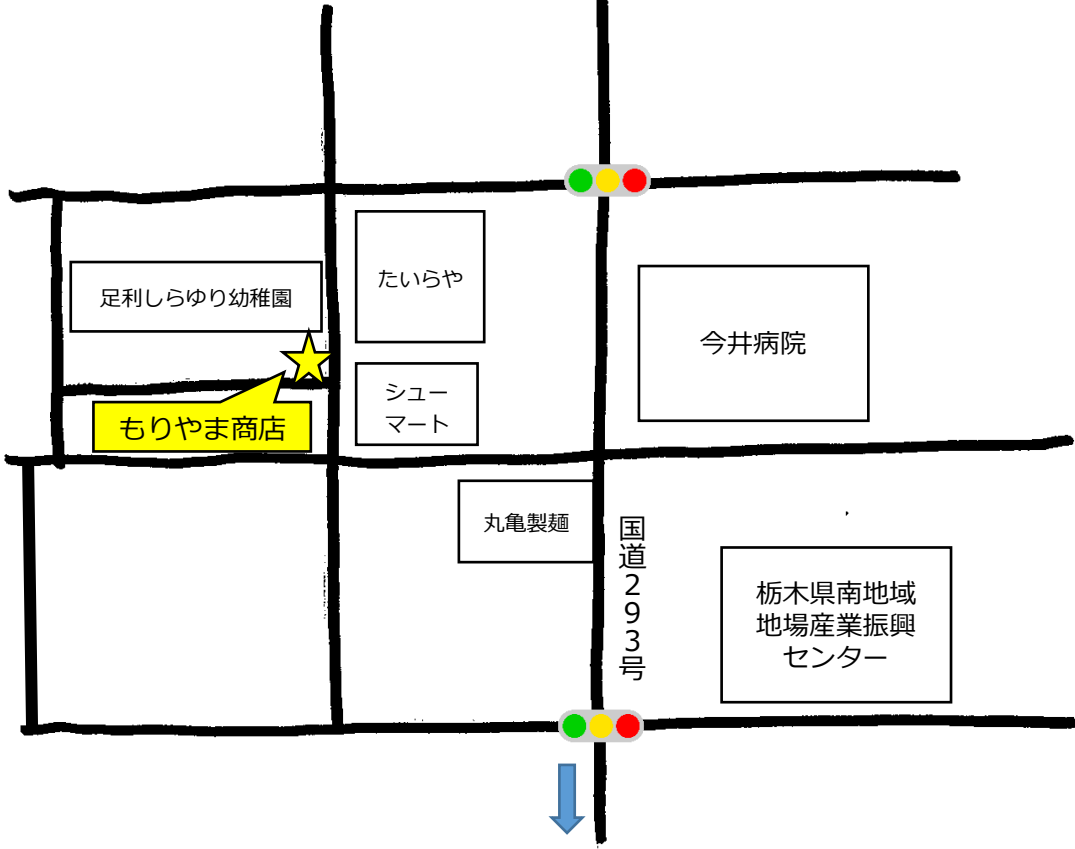 たいらや
足利しらゆり幼稚園
今井病院
シュー
マート
もりやま商店
丸亀製麺
国道293号
栃木県南地域
地場産業振興
センター